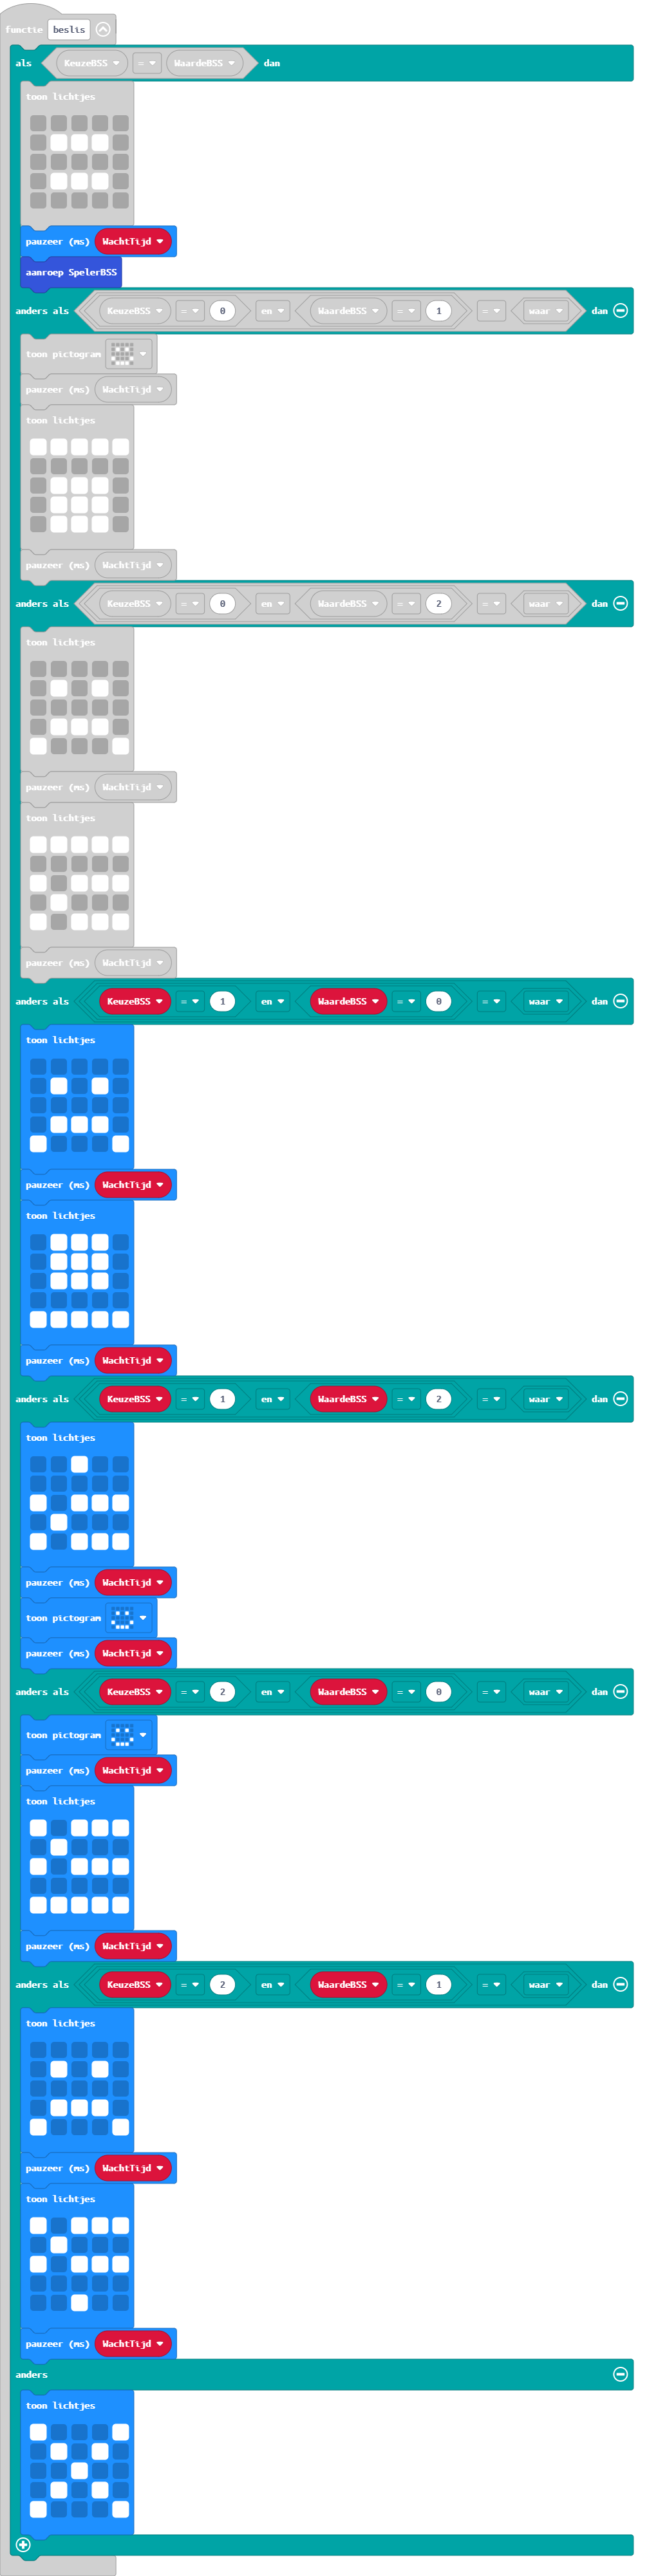 functie beslis
als KeuzeBSS = WaardeBSS dan
toon lichtjes
pauzeer (ms) WachtTijd
aanroep SpelerBSS
anders als KeuzeBSS = 0 en WaardeBSS = 1 = waar dan
toon pictogram
pauzeer (ms) WachtTijd
toon lichtjes
pauzeer (ms) WachtTijd
anders als KeuzeBSS = 0 en WaardeBSS = 2 = waar dan
toon lichtjes
pauzeer (ms) WachtTijd
toon lichtjes
pauzeer (ms) WachtTijd
anders als KeuzeBSS = 1 en WaardeBSS = 0 = waar dan
toon lichtjes
pauzeer (ms) WachtTijd
toon lichtjes
pauzeer (ms) WachtTijd
anders als KeuzeBSS = 1 en WaardeBSS = 2 = waar dan
toon lichtjes
pauzeer (ms) WachtTijd
toon pictogram
pauzeer (ms) WachtTijd
anders als KeuzeBSS = 2 en WaardeBSS = 0 = waar dan
toon pictogram
pauzeer (ms) WachtTijd
toon lichtjes
pauzeer (ms) WachtTijd
anders als KeuzeBSS = 2 en WaardeBSS = 1 = waar dan
toon lichtjes
pauzeer (ms) WachtTijd
toon lichtjes
pauzeer (ms) WachtTijd
anders
toon lichtjes